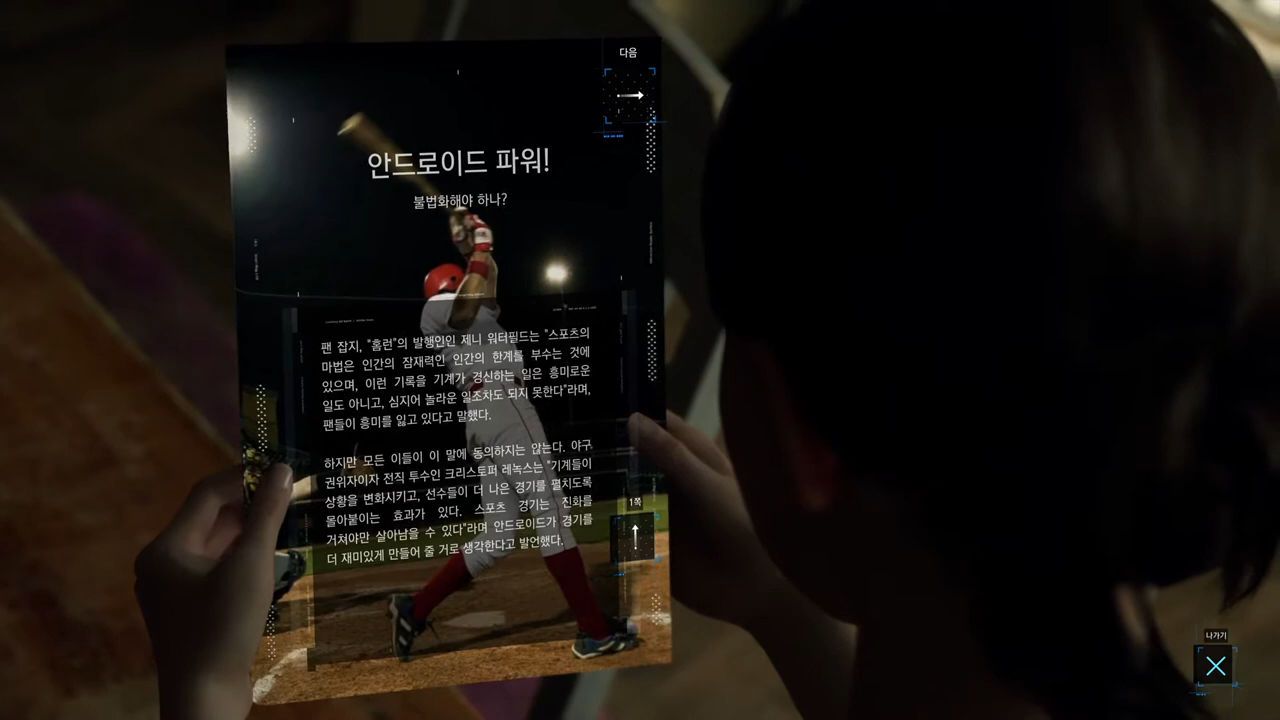 다음
안드로이드 파워!
불법화해야 하나?
팬 잡지, "홈런"의 발행인인 제니 워터필드는 "스포츠의
마법은 인간의 잠재력인 인간의 한계를 부수는 것에
있으며, 이런 기록을 기계가 경신하는 일은 흥미로운
일도 아니고, 심지어 놀라운 일조차도 되지 못한다"라며,
팬들이 흥미를 잃고 있다고 말했다.
하지만 모든 이들이 이 말에 동의하지는 않는다. 야구
권위자이자 전직 투수인 크리스토퍼 레녹스는 "기계들이
상황을 변화시키고, 선수들이 더 나은 경기를 펼치도록
몰아붙이는 효과가 있다. 스포츠 경기는 진화를
거쳐야만 살아남을 수 있다"라며 안드로이드가 경기를
더 재미있게 만들어 줄 거로 생각한다고 발언했다.
1쪽
나가기